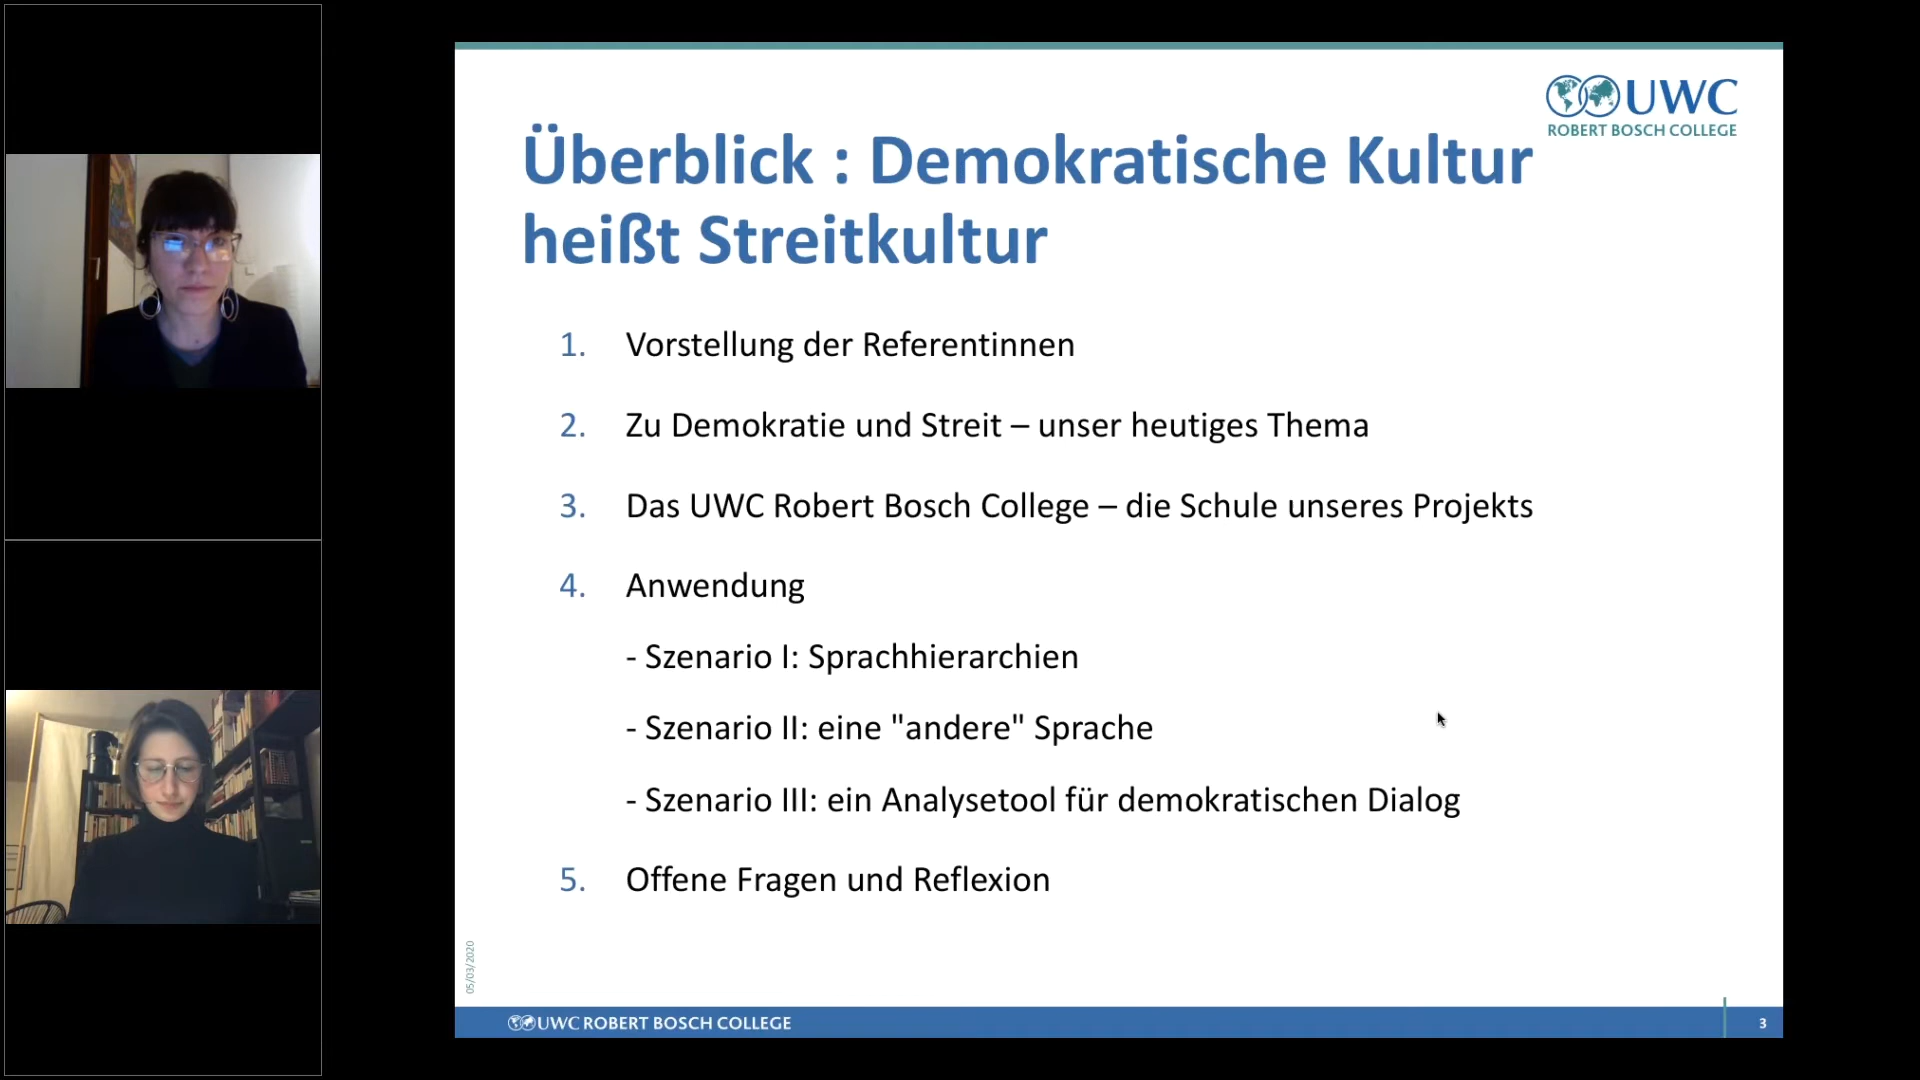 UWC
ROBERT BOSCH COLLEGE
Überblick : Demokratische Kultur
heißt Streitkultur
1. Vorstellung der Referentinnen
2. Zu Demokratie und Streit – unser heutiges Thema
3. Das UWC Robert Bosch College – die Schule unseres Projekts
4. Anwendung
- Szenario I: Sprachhierarchien
- Szenario II: eine "andere" Sprache
- Szenario III: ein Analysetool für demokratischen Dialog
5. Offene Fragen und Reflexion
05/03/2020
UWC ROBERT BOSCH COLLEGE
3